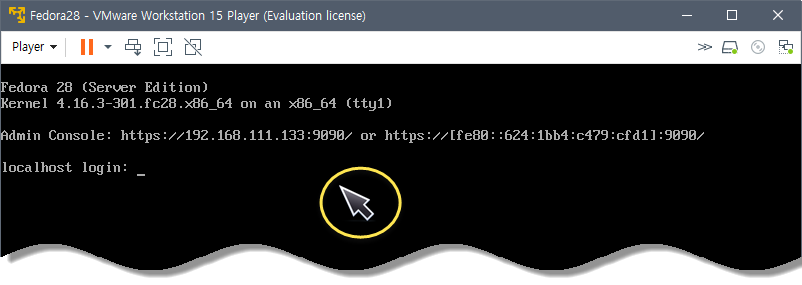 Fedora28 - VMware Workstation 15 Player (Evaluation license)
Player
Fedora 28 (Server Edition)
Kernel 4.16.3-301.fc28.x86_64 on an x86_64 (tty1)
Admin Console: https://192.168.111.133:9090/ or https://[fe80::624:1bb4:c479:cfd1]:9090/
localhost login: _